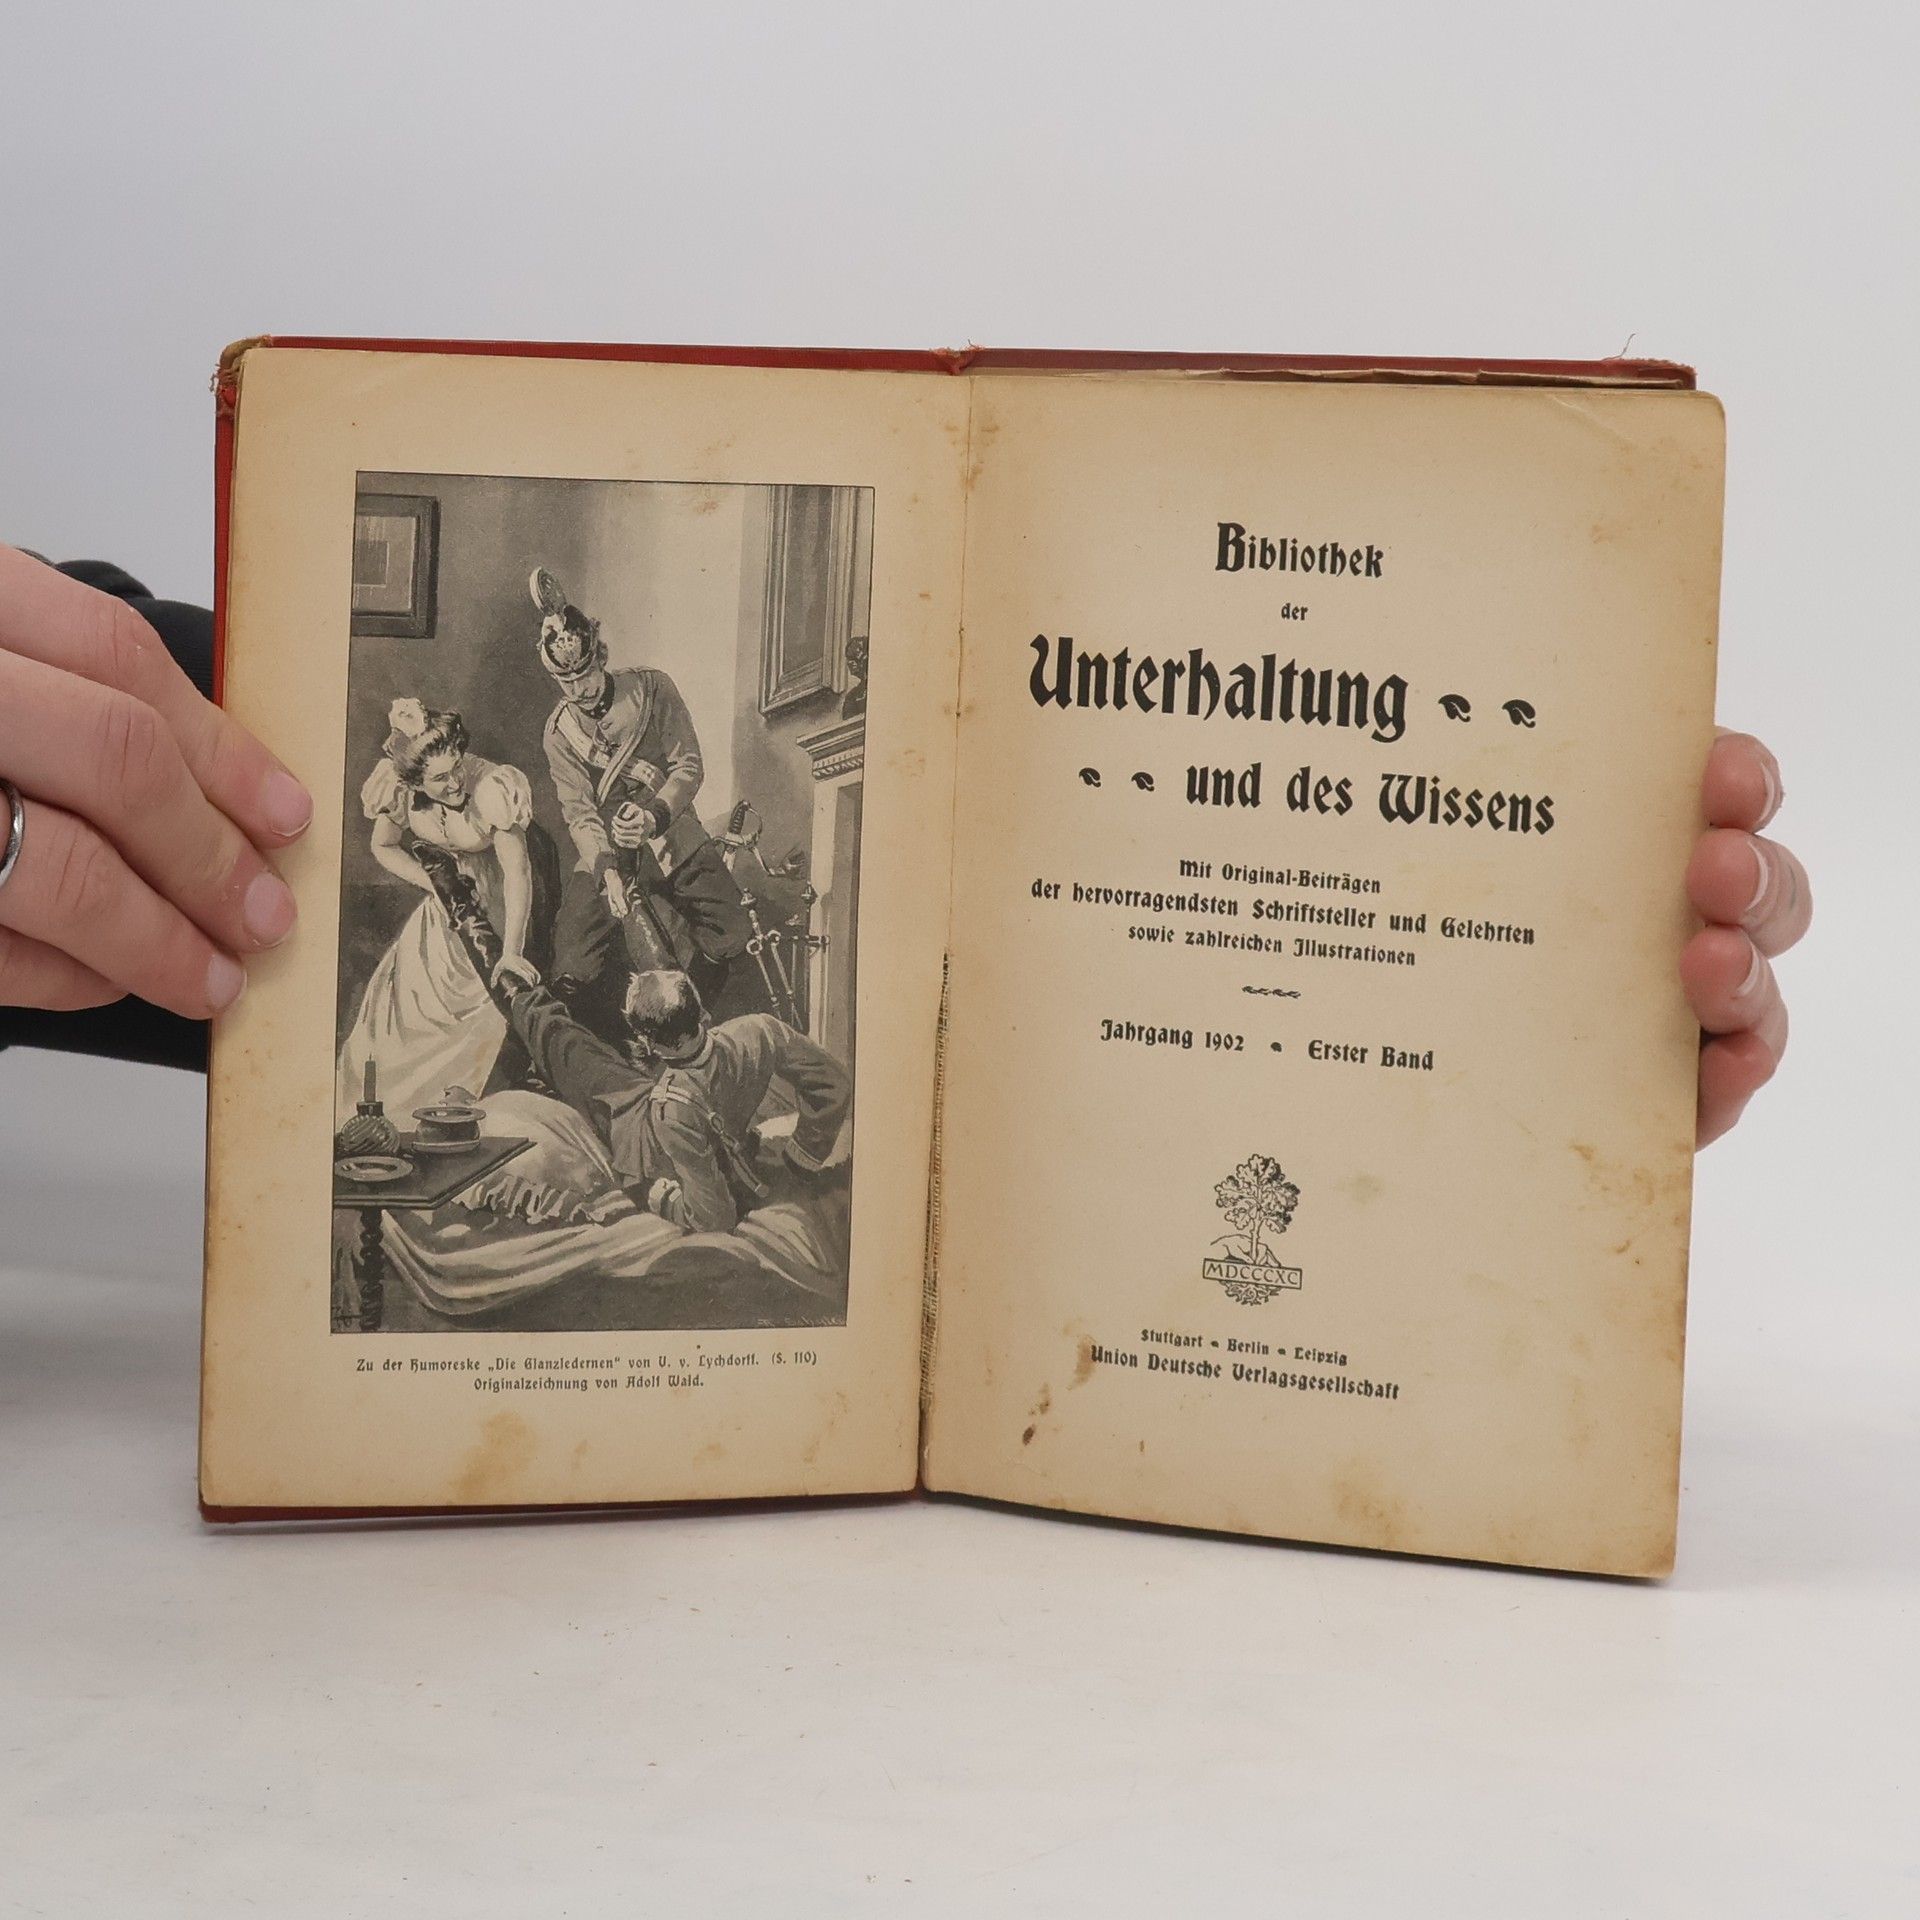 Zu der Humoreske „Die Glanzledernen“ von U. v. Lychdorff. (S. 110)
Originalzeichnung von Adolf Wald.
Bibliothek
der
Unterhaltung
und des Wissens
Mit Original-Beiträgen
der hervorragendsten Schriftsteller und Gelehrten
sowie zahlreichen Illustrationen
Jahrgang 1902 Erster Band
MDCCCXC
Stuttgart Berlin Leipzig
Union Deutsche Verlagsgesellschaft